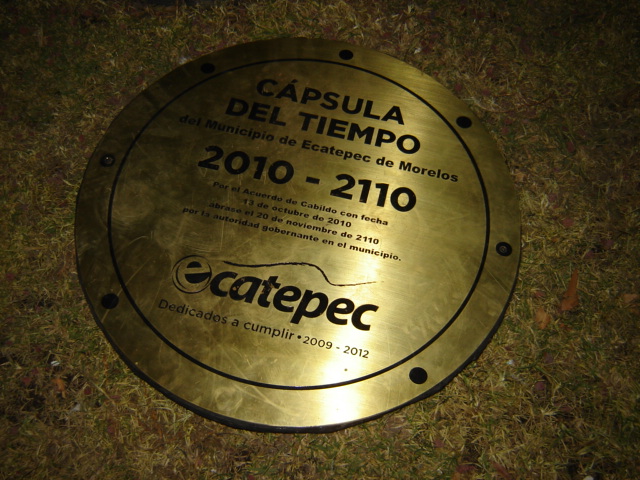 CÁPSULA
DEL TIEMPO
del Municipio de Ecatepec de Morelos
2010 - 2110
Por el Acuerdo de Cabildo con fecha
13 de octubre de 2010
abrase el 20 de noviembre de 2110
por la autoridad gobernante en el municipio.
ecatepec
Dedicados a cumplir • 2009 - 2012